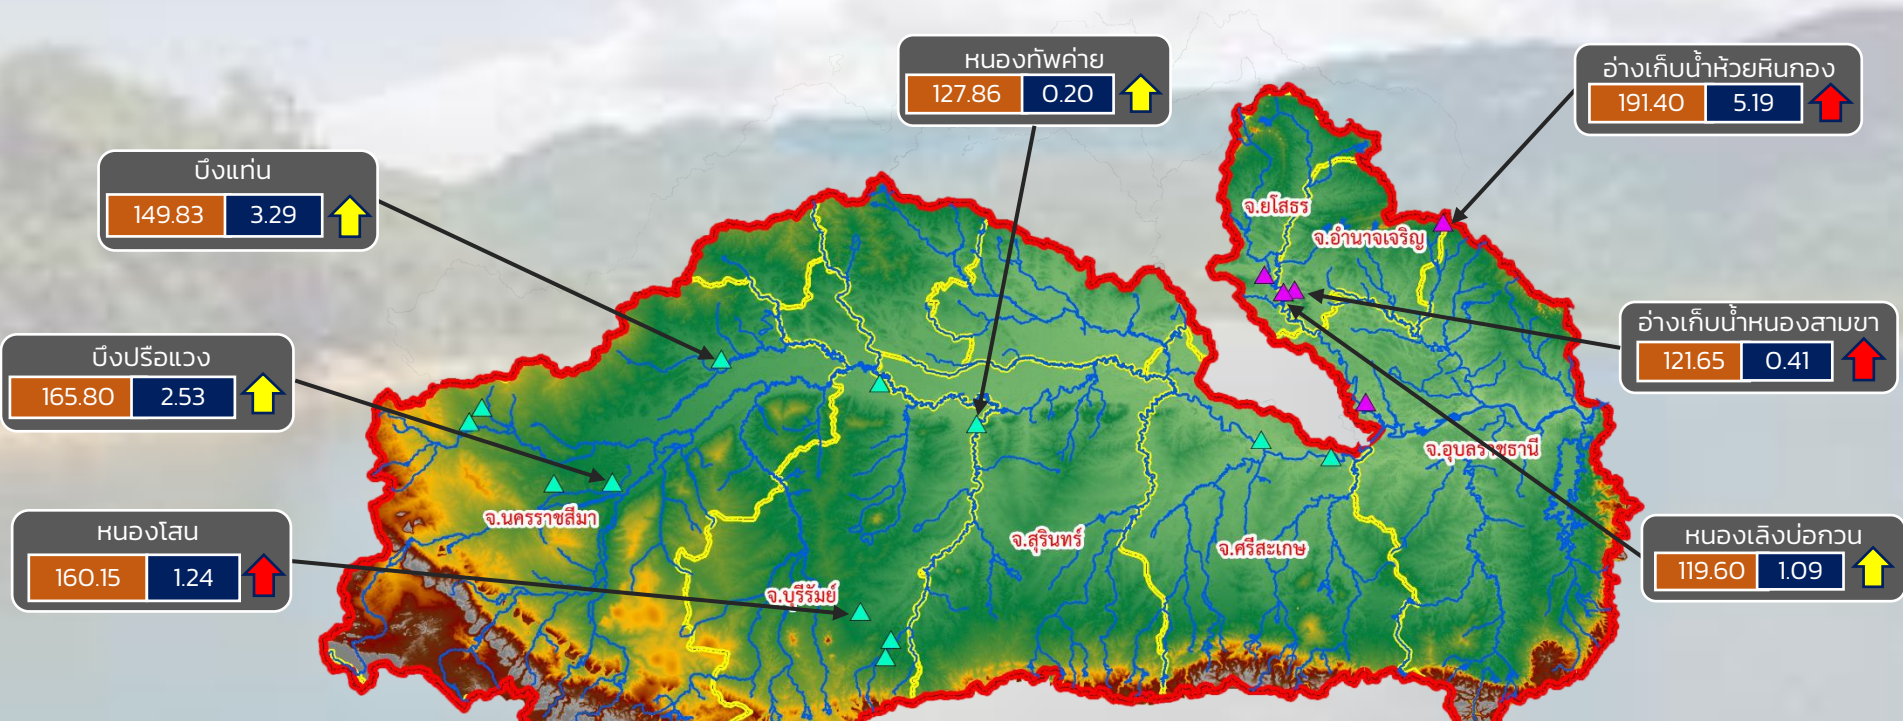 หนองทัพค่าย
127.86 0.20
อ่างเก็บน้ำห้วยหินกอง
191.40 5.19
บึงแท่น
149.83 3.29
จ.ยโสธร
จ.อำนาจเจริญ
อ่างเก็บน้ำหนองสามขา
121.65 0.41
บึงปรือแวง
165.80 2.53
จ.อุบลราชธานี
หนองโสน
160.15 1.24
จ.นครราชสีมา
จ.สุรินทร์
จ.ศรีสะเกษ
จ.บุรีรัมย์
หนองเลิงบ่อกวน
119.60 1.09